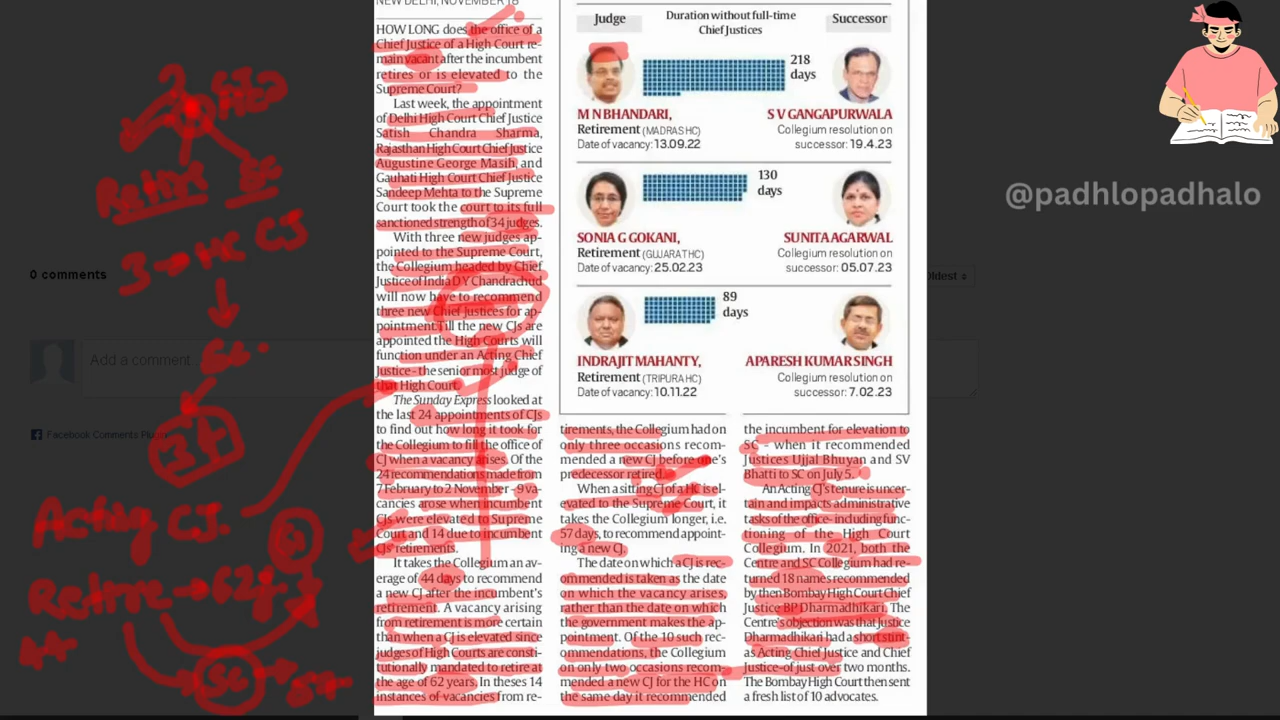 NEW DELHI, NOVEMBER 18
HOW LONG does the office of a
Chief Justice of a High Court re-
main vacant after the incumbent
retires or is elevated to the
Supreme Court?
Last week, the appointment
of Delhi High Court Chief Justice
Satish Chandra Sharma,
Rajasthan High Court Chief Justice
Augustine George Masih, and
Gauhati High Court Chief Justice
Sandeep Mehta to the Supreme
Court took the court to its full
sanctioned strength of 34 judges.
With three new judges ap-
pointed to the Supreme Court,
the Collegium headed by Chief
Justice of India D Y Chandrachud
will now have to recommend
three new Chief Justices for ap-
pointment. Till the new CJs are
appointed the High Courts will
function under an Acting Chief
Justice – the senior most judge of
that High Court.
The Sunday Express looked at
the last 24 appointments of CJs
to find out how long it took for
the Collegium to fill the office of
CJ when a vacancy arises. Of the
24 recommendations made from
7 February to 2 November – 9 va-
cancies arose when incumbent
CJs were elevated to Supreme
Court and 14 due to incumbent
CJs' retirements.
It takes the Collegium an av-
erage of 44 days to recommend
a new CJ after the incumbent's
retirement. A vacancy arising
from retirement is more certain
than when a CJ is elevated since
judges of High Courts are consti-
tutionally mandated to retire at
the age of 62 years. In theses 14
instances of vacancies from re-
Judge
Duration without full-time
Chief Justices
Successor
218
days
M N BHANDARI,
Retirement (MADRAS HC)
Date of vacancy: 13.09.22
S V GANGAPURWALA
Collegium resolution on
successor: 19.4.23
130
days
SONIA G GOKANI,
Retirement (GUJARAT HC)
Date of vacancy: 25.02.23
SUNITA AGARWAL
Collegium resolution on
successor: 05.07.23
89
days
INDRAJIT MAHANTY,
Retirement (TRIPURA HC)
Date of vacancy: 10.11.22
APARESH KUMAR SINGH
Collegium resolution on
successor: 7.02.23
tirements, the Collegium had on
only three occasions recom-
mended a new CJ before one's
predecessor retired.
When a sitting CJ of a HC is el-
evated to the Supreme Court, it
takes the Collegium longer, i.e.
57 days, to recommend appoint-
ing a new CJ.
The date on which a CJ is rec-
ommended is taken as the date
on which the vacancy arises,
rather than the date on which
the government makes the ap-
pointment. Of the 10 such rec-
ommendations, the Collegium
on only two occasions recom-
mended a new CJ for the HC on
the same day it recommended
the incumbent for elevation to
SC – when it recommended
Justices Ujjal Bhuyan and SV
Bhatti to SC on July 5.
An Acting CJ's tenure is uncer-
tain and impacts administrative
tasks of the office - including func-
tioning of the High Court
Collegium. In 2021, both the
Centre and SC Collegium had re-
turned 18 names recommended
by then Bombay High Court Chief
Justice BP Dharmadhikari. The
Centre's objection was that Justice
Dharmadhikari had a short stint-
as Acting Chief Justice and Chief
Justice-of just over two months.
The Bombay High Court then sent
a fresh list of 10 advocates.
@padhlopadhalo
0 comments
Oldest
Add a comment...
Facebook Comments Plugin
Retire SC
3 → HC CJ
SC
34
Acting CJ.
Retire → 62y
44
SC → 57